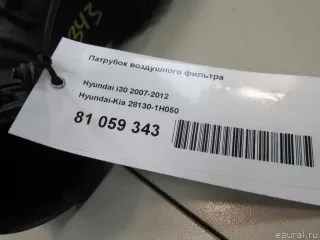 343
Патрубок воздушного фильтра
Hyundai i30 2007-2012
Hyundai-Kia 28130-1H050
81 059 343
eaural.ru